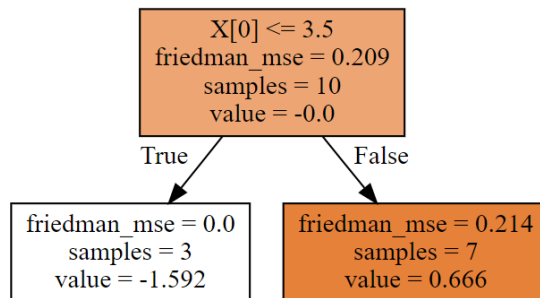 X[0] <= 3.5
friedman_mse = 0.209
samples = 10
value = -0.0
True
False
friedman_mse = 0.0
samples = 3
value = -1.592
friedman_mse = 0.214
samples = 7
value = 0.666